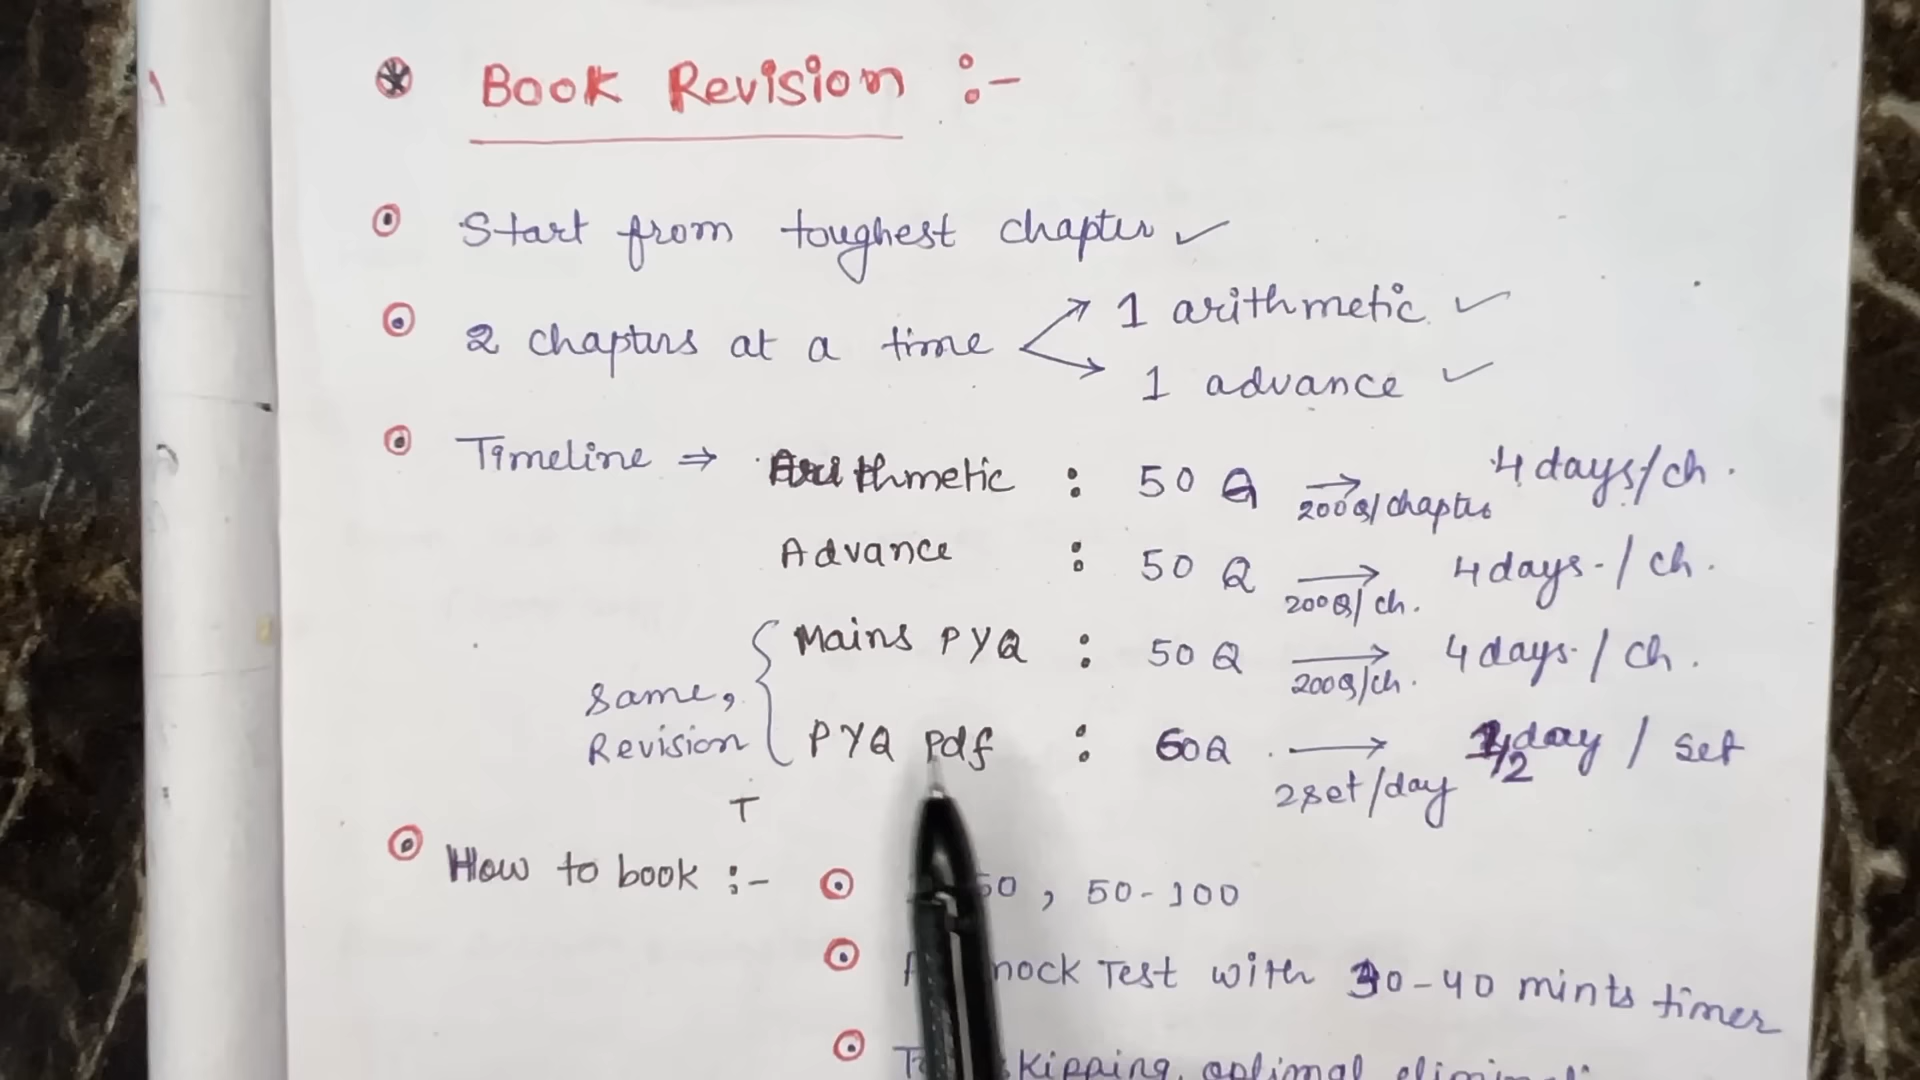 Book Revision :-
Start from toughest chapter ✓
2 chapters at a time → 1 arithmetic ✓
→ 1 advance ✓
Timeline ⇒ Arithmetic : 50 Q → 200Q/chapter 4 days/ch.
Advance : 50 Q → 200Q/ch. 4 days./ch.
Mains PYQ : 50 Q → 200Q/ch. 4 days./ch.
Same, Revision
PYQ Pdf : 60Q → 2set/day 1/2 day / set
T
How to book :- 50, 50-100
mock Test with 30-40 mints timer
kipping, optimal